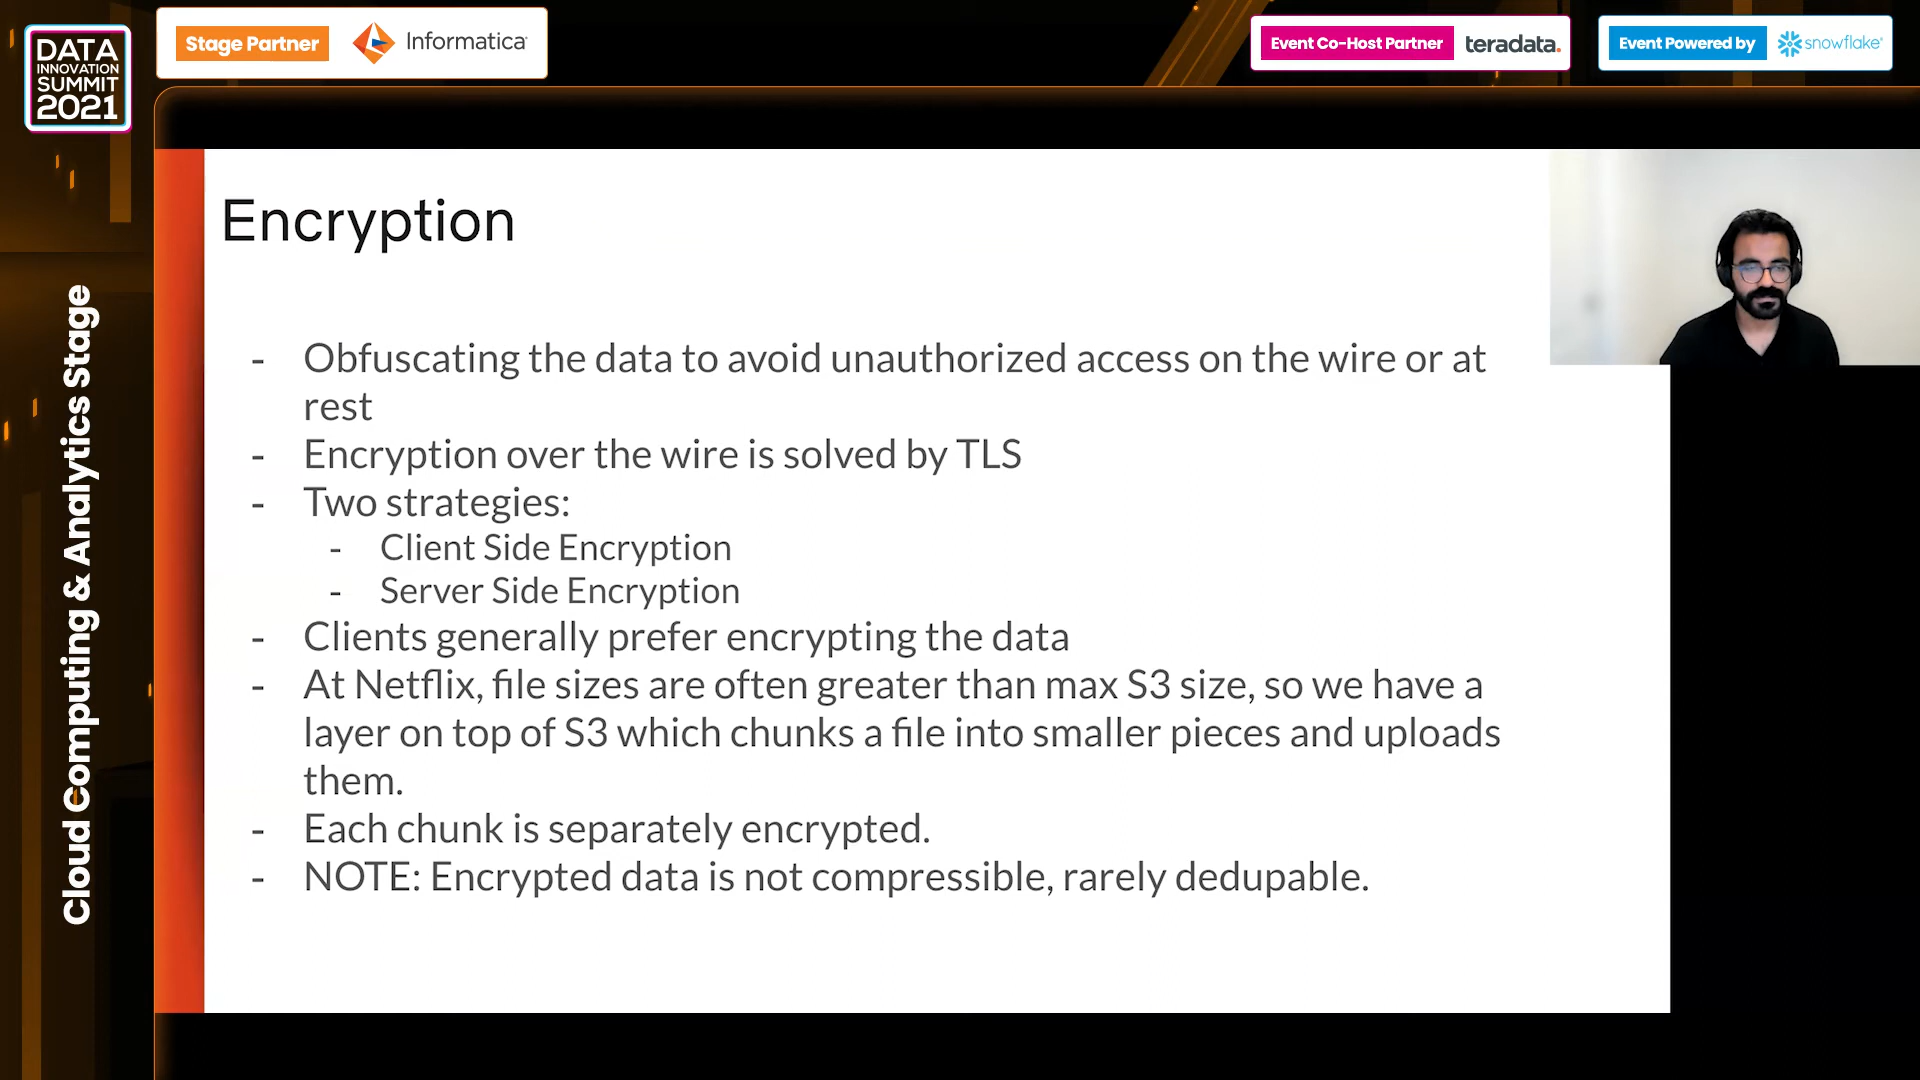 DATA
INNOVATION
SUMMIT
2021
Stage Partner
Informatica
Event Co-Host Partner
teradata.
Event Powered by
snowflake
Cloud Computing & Analytics Stage
Encryption
- Obfuscating the data to avoid unauthorized access on the wire or at
rest
- Encryption over the wire is solved by TLS
- Two strategies:
- Client Side Encryption
- Server Side Encryption
- Clients generally prefer encrypting the data
- At Netflix, file sizes are often greater than max S3 size, so we have a
layer on top of S3 which chunks a file into smaller pieces and uploads
them.
- Each chunk is separately encrypted.
- NOTE: Encrypted data is not compressible, rarely dedupable.